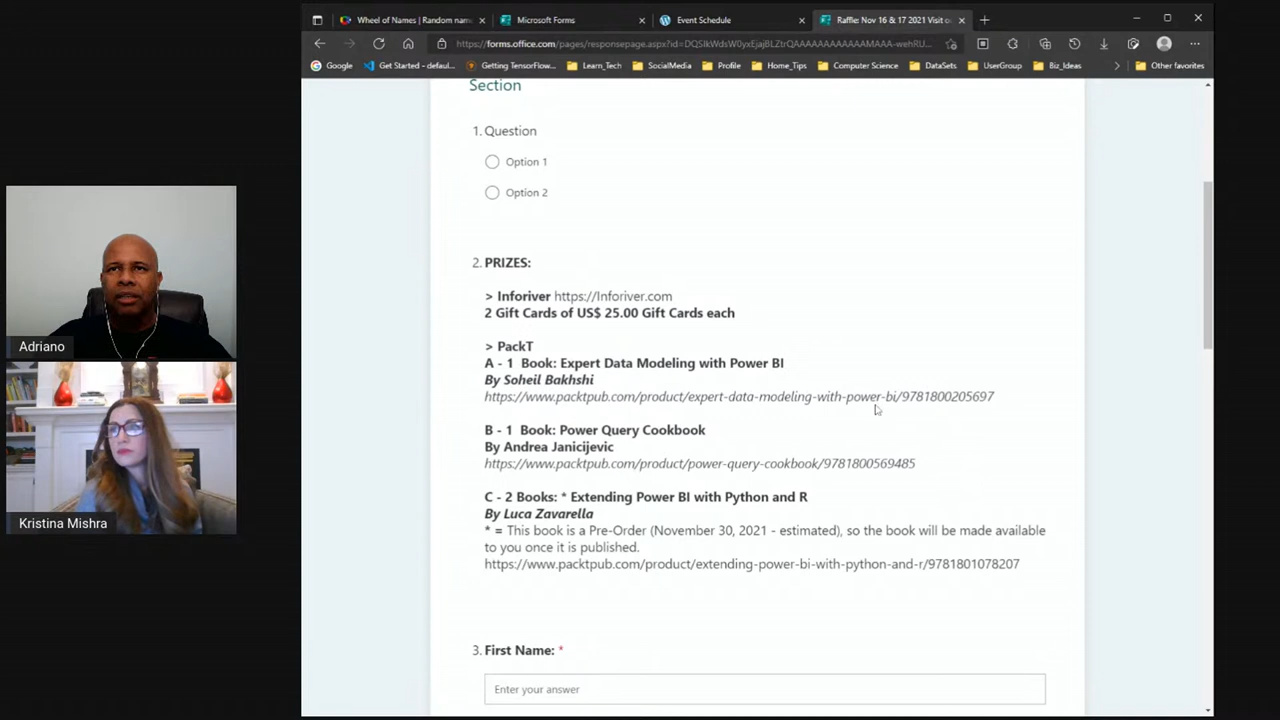 Wheel of Names | Random nam
Microsoft Forms
Event Schedule
Raffle: Nov 16 & 17 2021 Visit o
Google
Get Started - defaul...
Getting TensorFlow...
Learn_Tech
SocialMedia
Profile
Home_Tips
Computer Science
DataSets
UserGroup
Biz_Ideas
Other favorites
Section
1. Question
Option 1
Option 2
2. PRIZES:
> Inforiver https://Inforiver.com
2 Gift Cards of US$ 25.00 Gift Cards each
> PackT
A - 1 Book: Expert Data Modeling with Power BI
By Soheil Bakhshi
https://www.packtpub.com/product/expert-data-modeling-with-power-bi/9781800205697
B - 1 Book: Power Query Cookbook
By Andrea Janicijevic
https://www.packtpub.com/product/power-query-cookbook/9781800569485
C - 2 Books: * Extending Power BI with Python and R
By Luca Zavarella
* = This book is a Pre-Order (November 30, 2021 - estimated), so the book will be made available
to you once it is published.
https://www.packtpub.com/product/extending-power-bi-with-python-and-r/9781801078207
3. First Name: *
Enter your answer
Adriano
Kristina Mishra